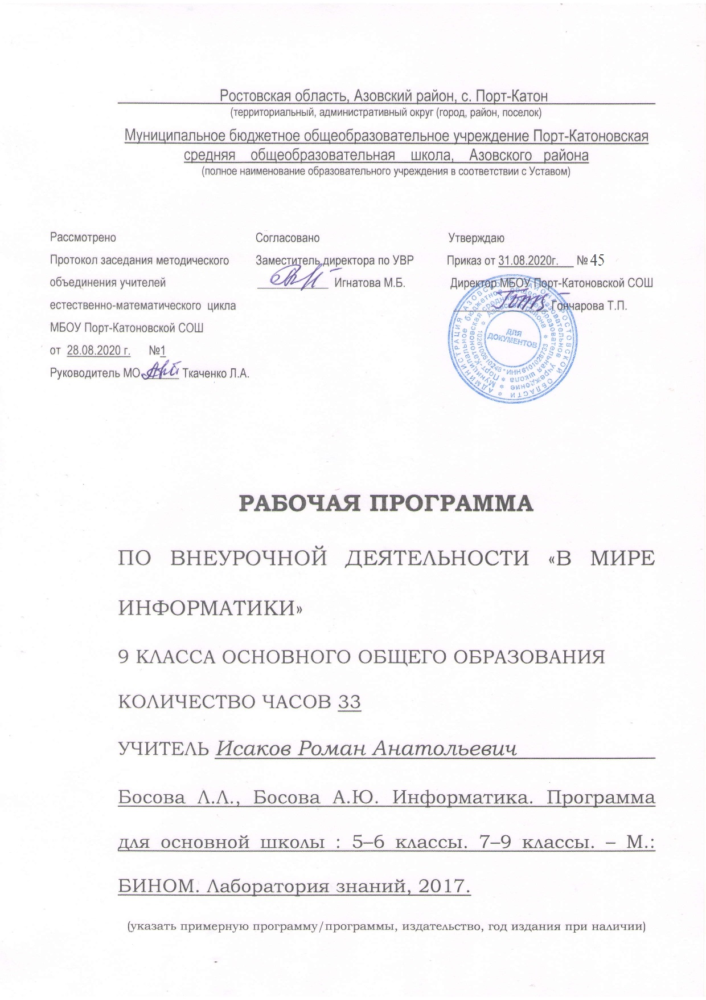 Ростовская область, Азовский район, с. Порт-Катон
(территориальный, административный округ (город, район, поселок)
Муниципальное бюджетное общеобразовательное учреждение Порт-Катоновская
средняя общеобразовательная школа, Азовского района
(полное наименование образовательного учреждения в соответствии с Уставом)
Рассмотрено
Протокол заседания методического
объединения учителей
естественно-математического цикла
МБОУ Порт-Катоновской СОШ
от 28.08.2020 г. №1
Руководитель МО Ткаченко Л.А.
Согласовано
Заместитель директора по УВР
Игнатова М.Б.
Утверждаю
Приказ от 31.08.2020г. № 45
Директор МБОУ Порт-Катоновской СОШ
Гончарова Т.П.
ДЛЯ
ДОКУМЕНТОВ
РАБОЧАЯ ПРОГРАММА
ПО ВНЕУРОЧНОЙ ДЕЯТЕЛЬНОСТИ «В МИРЕ
ИНФОРМАТИКИ»
9 КЛАССА ОСНОВНОГО ОБЩЕГО ОБРАЗОВАНИЯ
КОЛИЧЕСТВО ЧАСОВ 33
УЧИТЕЛЬ Исаков Роман Анатольевич
Босова Л.Л., Босова А.Ю. Информатика. Программа
для основной школы : 5–6 классы. 7–9 классы. – М.:
БИНОМ. Лаборатория знаний, 2017.
(указать примерную программу/программы, издательство, год издания при наличии)